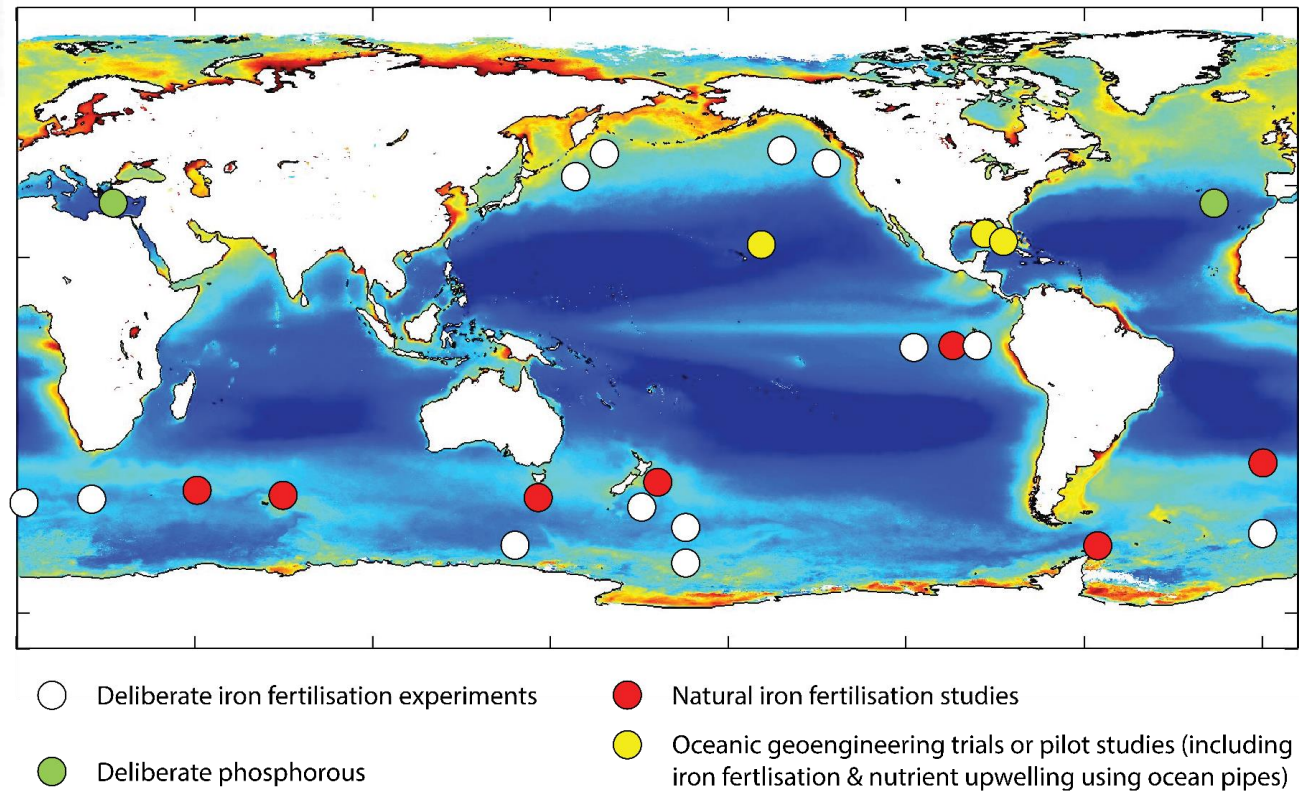 Deliberate iron fertilisation experiments
Natural iron fertilisation studies
Deliberate phosphorous
Oceanic geoengineering trials or pilot studies (including
iron fertlisation & nutrient upwelling using ocean pipes)